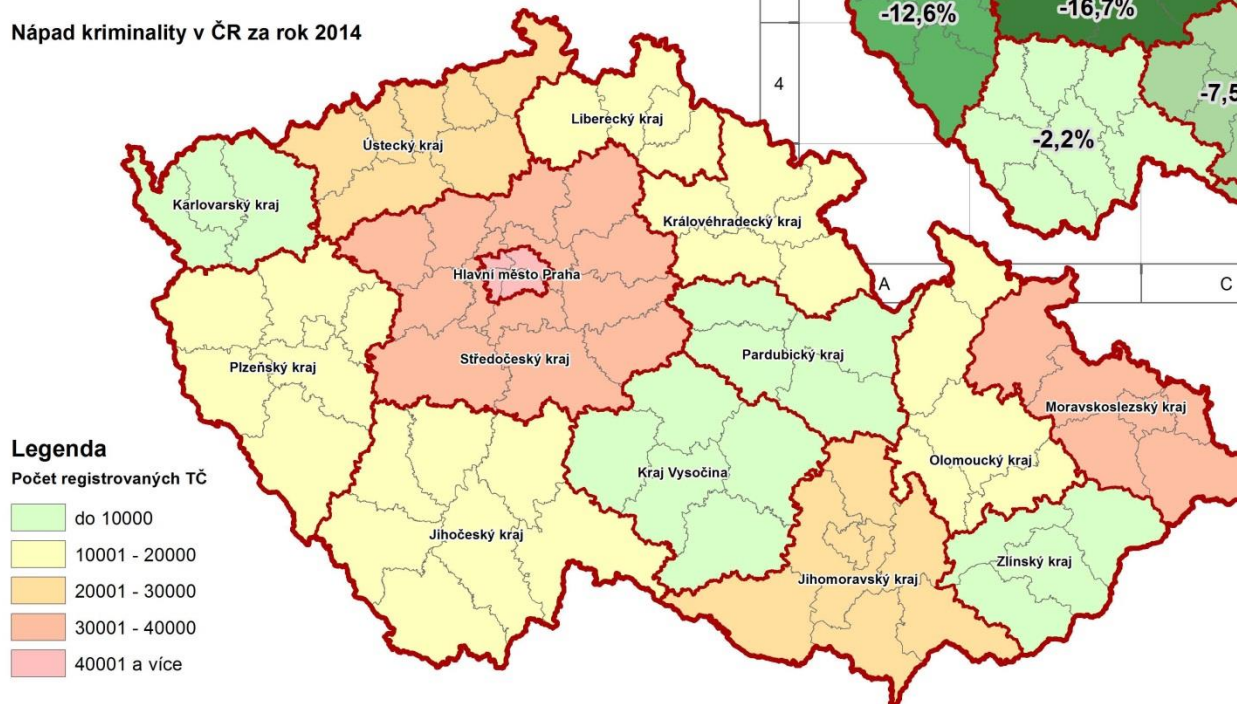 Nápad kriminality v ČR za rok 2014
-12,6%
-16,7%
4
-7,5
-2,2%
A
C
Liberecký kraj
Ústecký kraj
Karlovarský kraj
Královéhradecký kraj
Hlavní město Praha
Středočeský kraj
Pardubický kraj
Plzeňský kraj
Moravskoslezský kraj
Olomoucký kraj
Kraj Vysočina
Jihočeský kraj
Zlínský kraj
Jihomoravský kraj
Legenda
Počet registrovaných TČ
do 10000
10001 - 20000
20001 - 30000
30001 - 40000
40001 a více